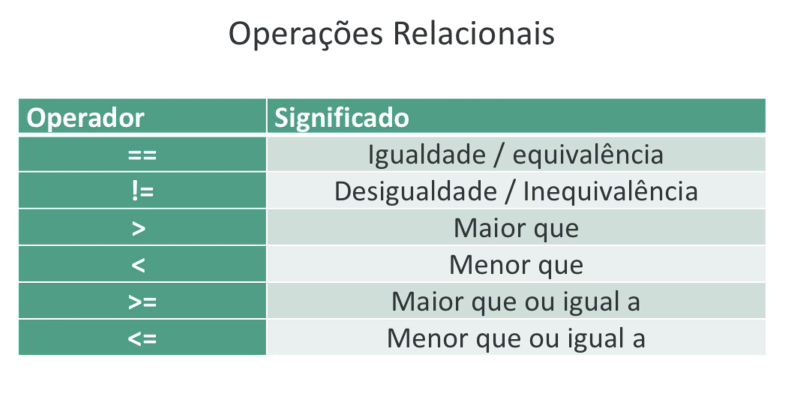 Operações Relacionais
Operador Significado
== Igualdade / equivalência
!= Desigualdade / Inequivalência
> Maior que
< Menor que
>= Maior que ou igual a
<= Menor que ou igual a